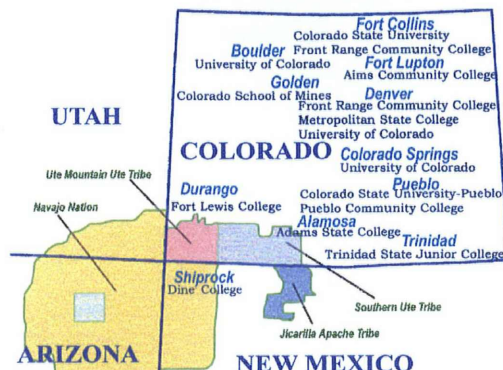 Fort Collins
Colorado State University
Boulder
Front Range Community College
University of Colorado
Fort Lupton
Aims Community College
Golden
Colorado School of Mines
Denver
Front Range Community College
Metropolitan State College
University of Colorado
UTAH
COLORADO
Colorado Springs
University of Colorado
Ute Mountain Ute Tribe
Durango
Fort Lewis College
Pueblo
Colorado State University-Pueblo
Pueblo Community College
Navajo Nation
Alamosa
Adams State College
Trinidad
Trinidad State Junior College
Shiprock
Dine' College
Southern Ute Tribe
Jicarilla Apache Tribe
ARIZONA
NEW MEXICO